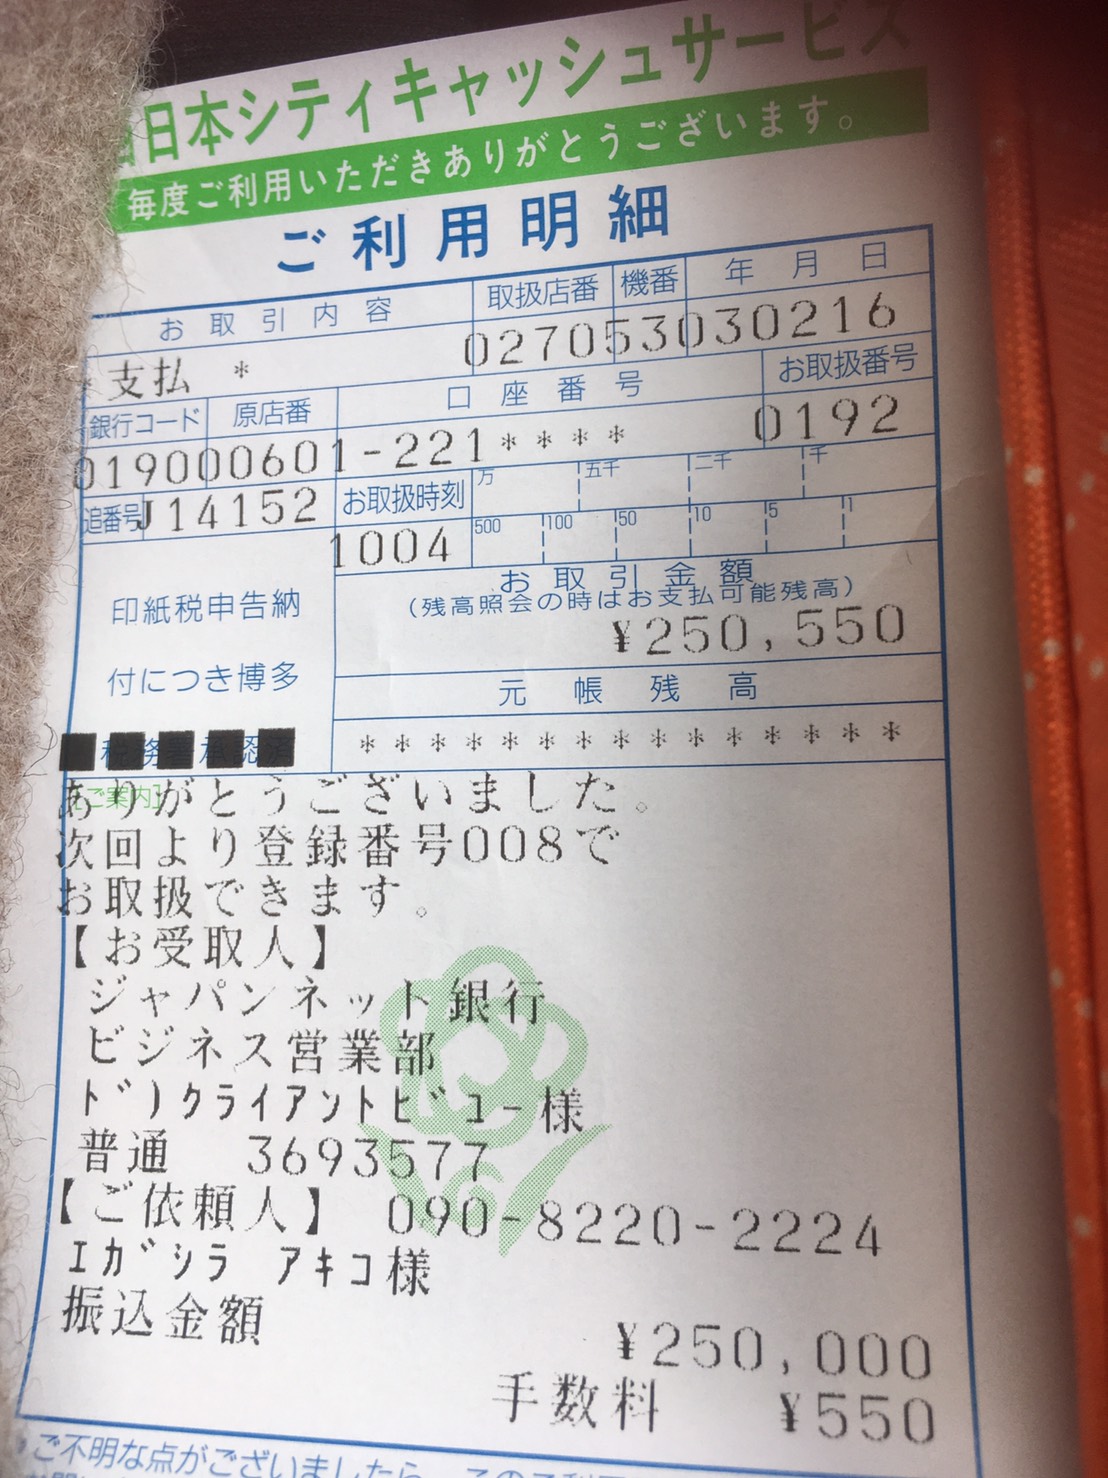 日本シティキャッシュサービス
毎度ご利用いただきありがとうございます。
ご利用明細
お取引内容 取扱店番 機番 年月日
*支払 * 027053030216
銀行コード 原店番 口座番号 お取扱番号
019000601-221**** 0192
追番号 J14152 お取扱時刻 万 五千 二千 千
1004 500 100 50 10 5 1
お取引金額
(残高照会の時はお支払可能残高)
印紙税申告納
¥250,550
付につき博多
元帳残高
税務署承認済
***************
[ご案内]
ありがとうございました。
次回より登録番号008で
お取扱できます。
【お受取人】
ジャパンネット銀行
ビジネス営業部
ド)クライアントビュー様
普通 3693577
【ご依頼人】 090-8220-2224
エガシラ アキコ様
振込金額
¥250,000
手数料 ¥550
ご不明な点がございましたら、